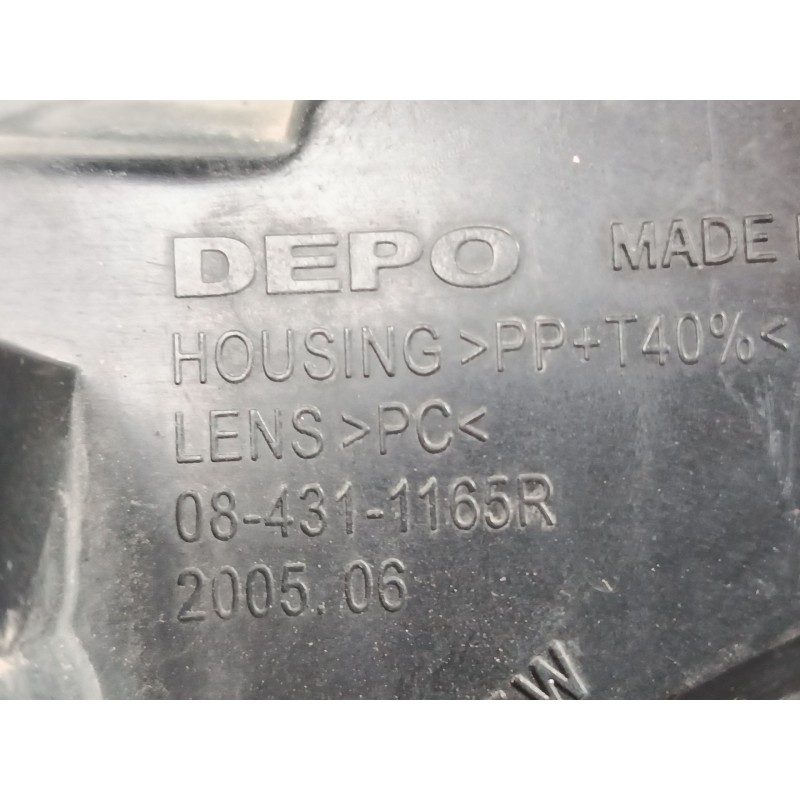 DEPO MADE
HOUSING >PP+T40%<
LENS >PC<
08-431-1165R
2005.06